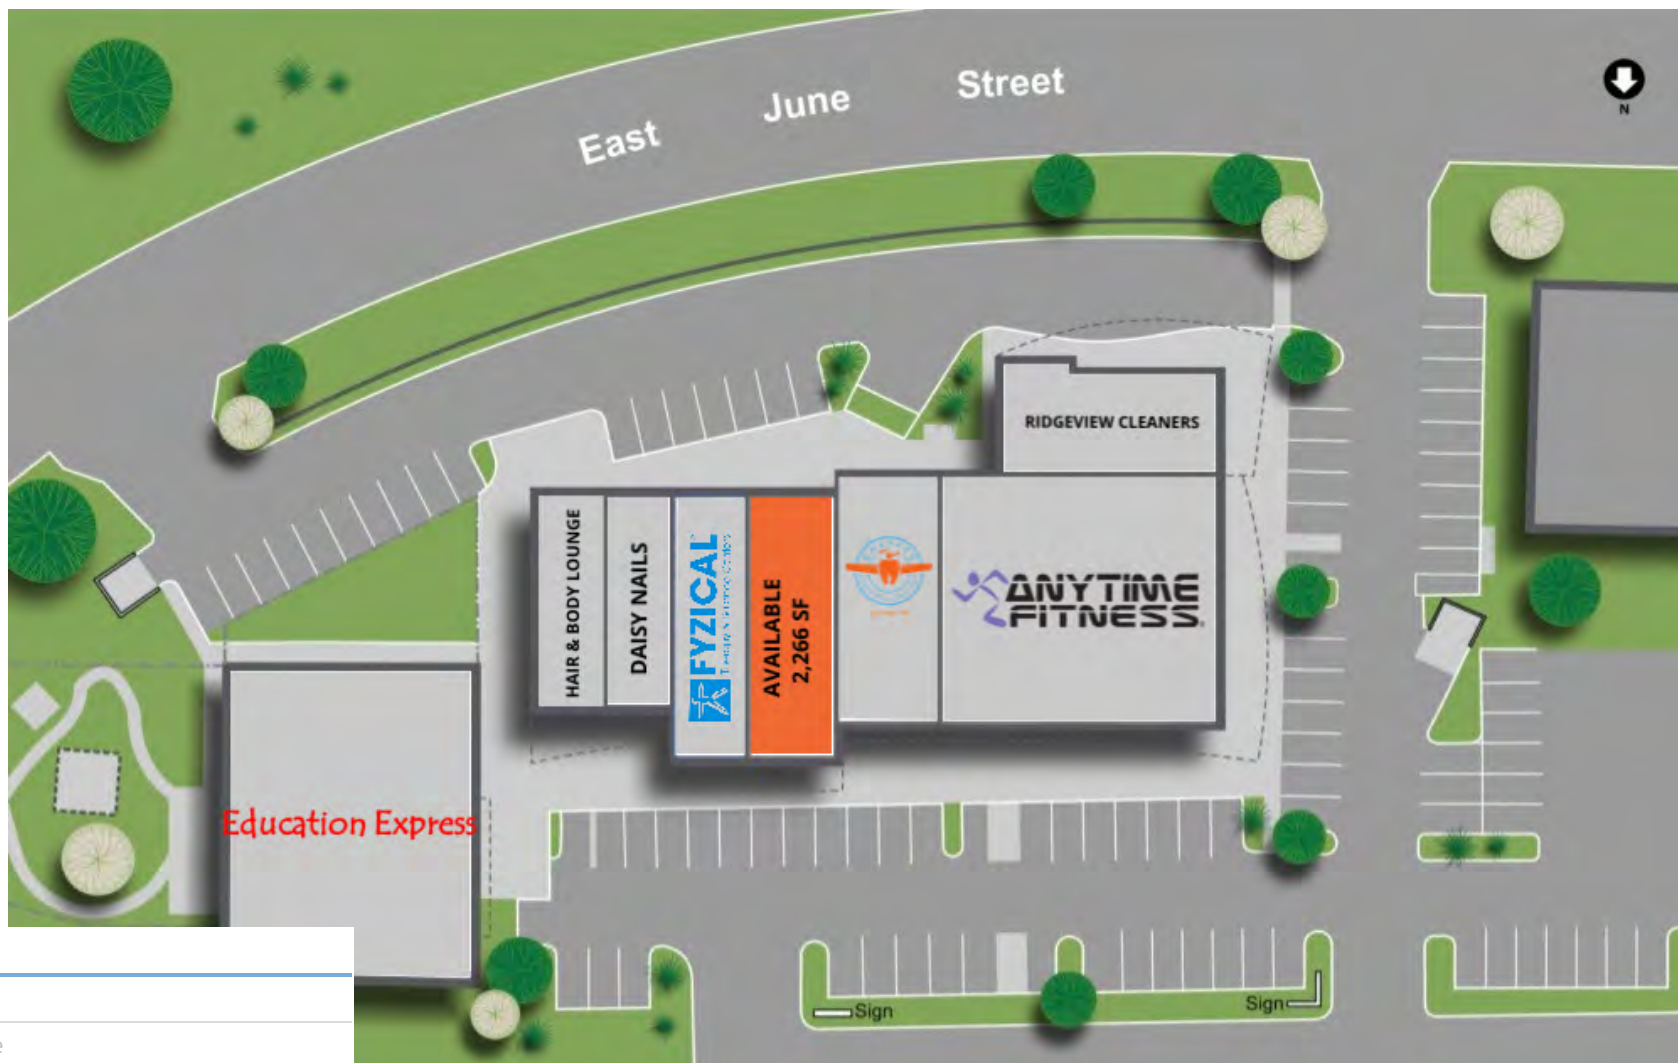 East June Street
N
RIDGEVIEW CLEANERS
HAIR & BODY LOUNGE
DAISY NAILS
FYZICAL
AVAILABLE
2,266 SF
ANYTIME
FITNESS
Education Express
Sign
Sign
e